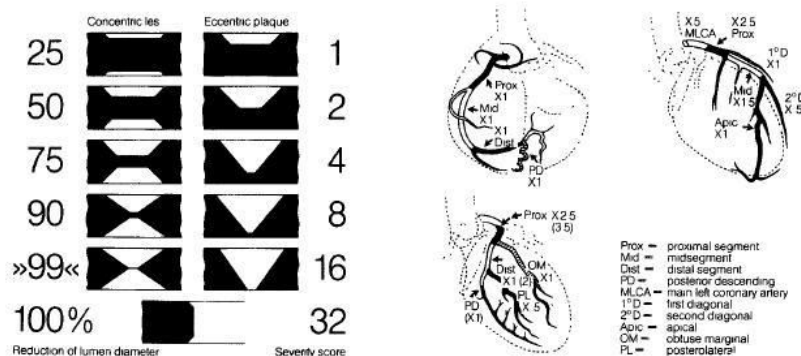 Concentric les Eccentric plaque
25 1
50 2
75 4
90 8
»99« 16
100% 32
Reduction of lumen diameter Severity score
Prox
X1
Mid
X1
X1
Dist
PD
X1
X5
MLCA
X2 5
Prox
1°D
X1
Mid
X1 5
2°D
X 5
Apic
X1
Prox X2 5
(3 5)
Dist
X1 (2)
OM
X1
PL
X 5
PD
(X1)
Prox – proximal segment
Mid – midsegment
Dist – distal segment
PD – posterior descending
MLCA – main left coronary artery
1°D – first diagonal
2°D – second diagonal
Apic – apical
OM – obtuse marginal
PL – posterolateral